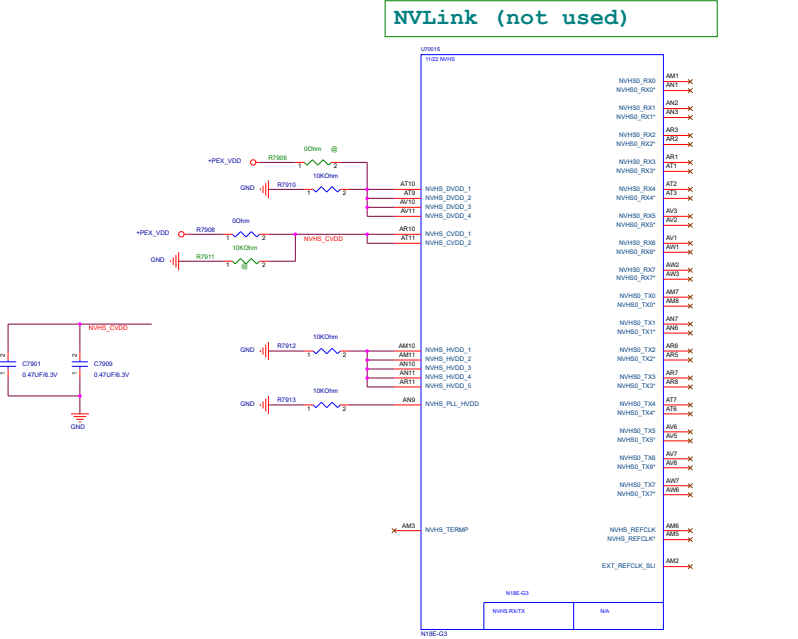 NVLink (not used)
U7001S
11/22 NVHS
NVHS0_RX0 AM1
NVHS0_RX0* AN1
NVHS0_RX1 AN2
NVHS0_RX1* AN3
NVHS0_RX2 AR3
NVHS0_RX2* AR2
NVHS0_RX3 AR1
NVHS0_RX3* AT1
NVHS0_RX4 AT2
NVHS0_RX4* AT3
NVHS0_RX5 AV3
NVHS0_RX5* AV2
NVHS0_RX6 AV1
NVHS0_RX6* AW1
NVHS0_RX7 AW2
NVHS0_RX7* AW3
NVHS0_TX0 AM7
NVHS0_TX0* AM8
NVHS0_TX1 AN7
NVHS0_TX1* AN6
NVHS0_TX2 AR6
NVHS0_TX2* AR5
NVHS0_TX3 AR7
NVHS0_TX3* AR8
NVHS0_TX4 AT7
NVHS0_TX4* AT6
NVHS0_TX5 AV6
NVHS0_TX5* AV5
NVHS0_TX6 AV7
NVHS0_TX6* AV8
NVHS0_TX7 AW7
NVHS0_TX7* AW6
NVHS_REFCLK AM6
NVHS_REFCLK* AM5
EXT_REFCLK_SLI AM2
0Ohm @
+PEX_VDD R7906 1 2
10KOhm
GND R7910 1 2
AT10 NVHS_DVDD_1
AT9 NVHS_DVDD_2
AV10 NVHS_DVDD_3
AV11 NVHS_DVDD_4
0Ohm
+PEX_VDD R7908 1 2
NVHS_CVDD
AR10 NVHS_CVDD_1
AT11 NVHS_CVDD_2
10KOhm
GND R7911 1 2
@
NVHS_CVDD
2 1 C7901
0.47UF/6.3V
2 1 C7909
0.47UF/6.3V
GND
10KOhm
GND R7912 1 2
AM10 NVHS_HVDD_1
AM11 NVHS_HVDD_2
AN10 NVHS_HVDD_3
AN11 NVHS_HVDD_4
AR11 NVHS_HVDD_5
10KOhm
GND R7913 1 2
AN9 NVHS_PLL_HVDD
AM3 NVHS_TERMP
N18E-G3
NVHS RX/TX N/A
N18E-G3